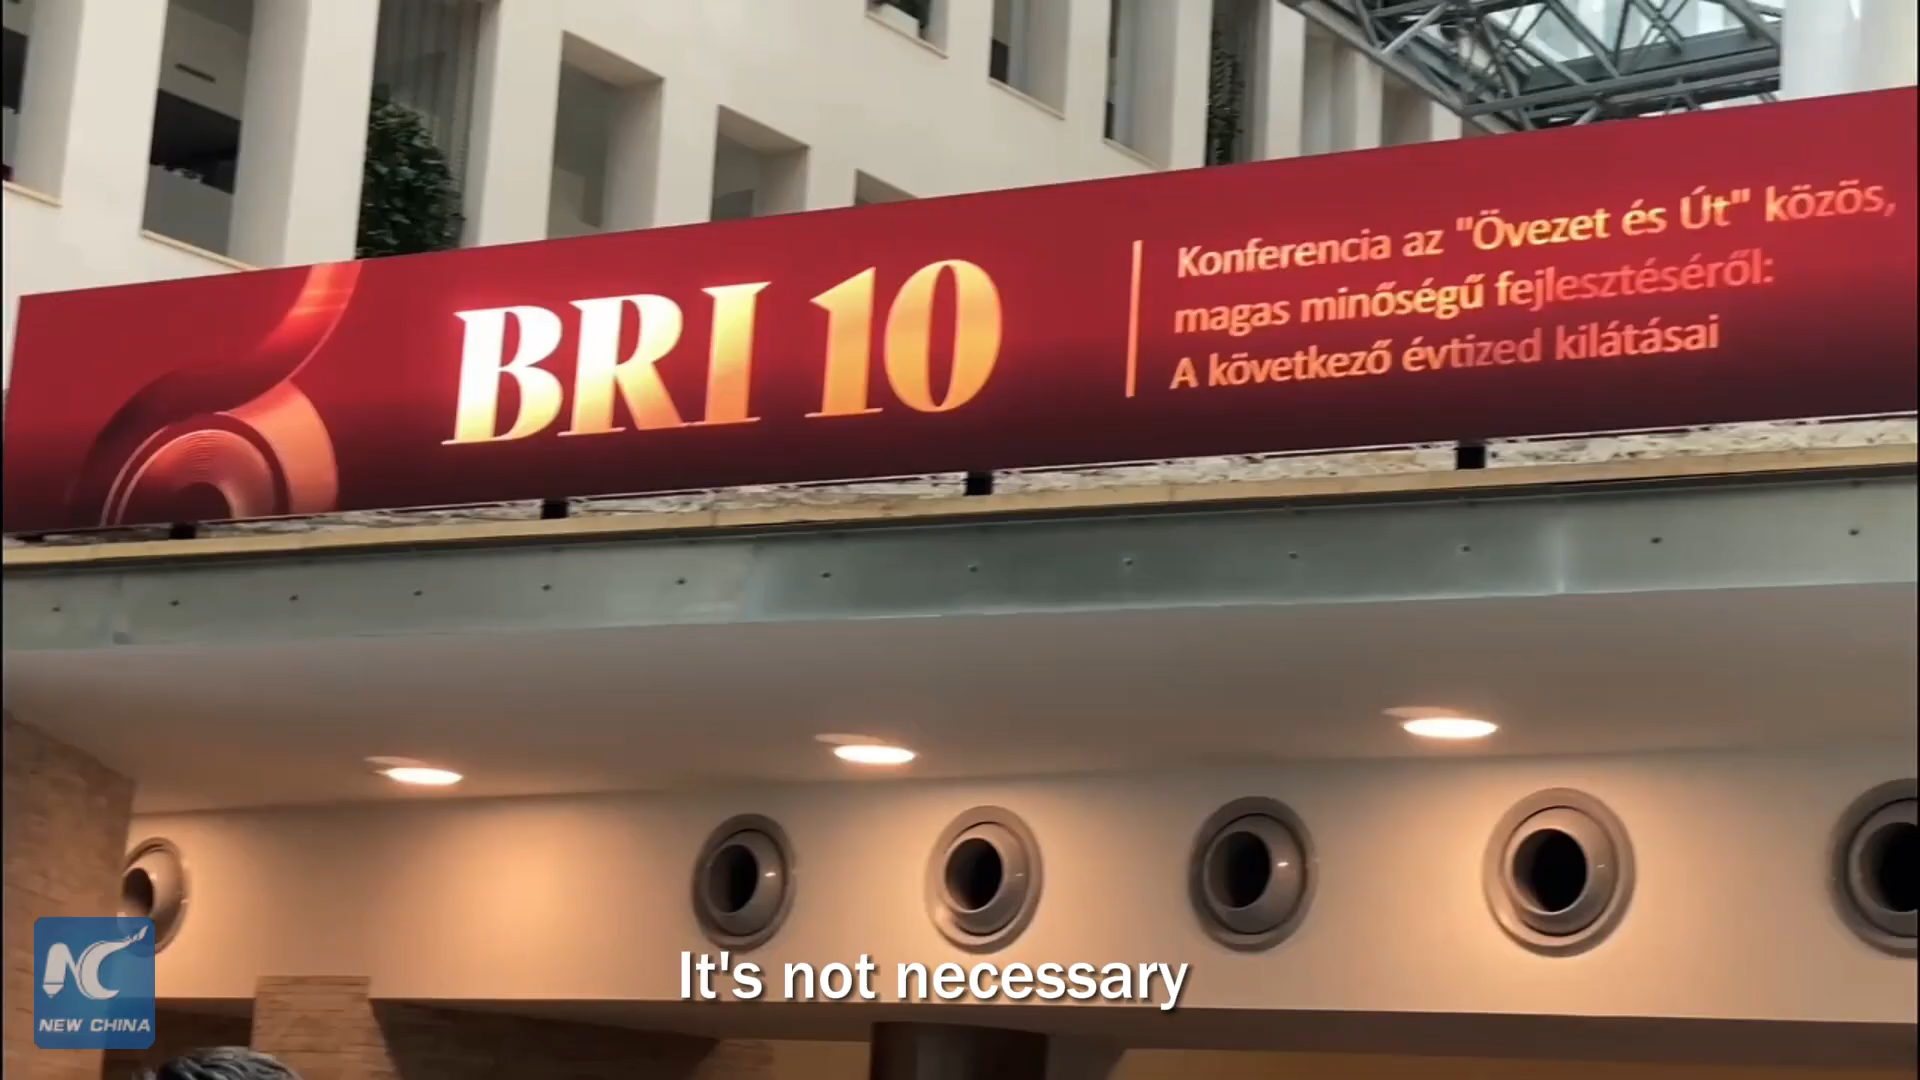 BRI 10
Konferencia az "Övezet és Út" közös,
magas minőségű fejlesztéséről:
A következő évtized kilátásai
It's not necessary
NC
NEW CHINA